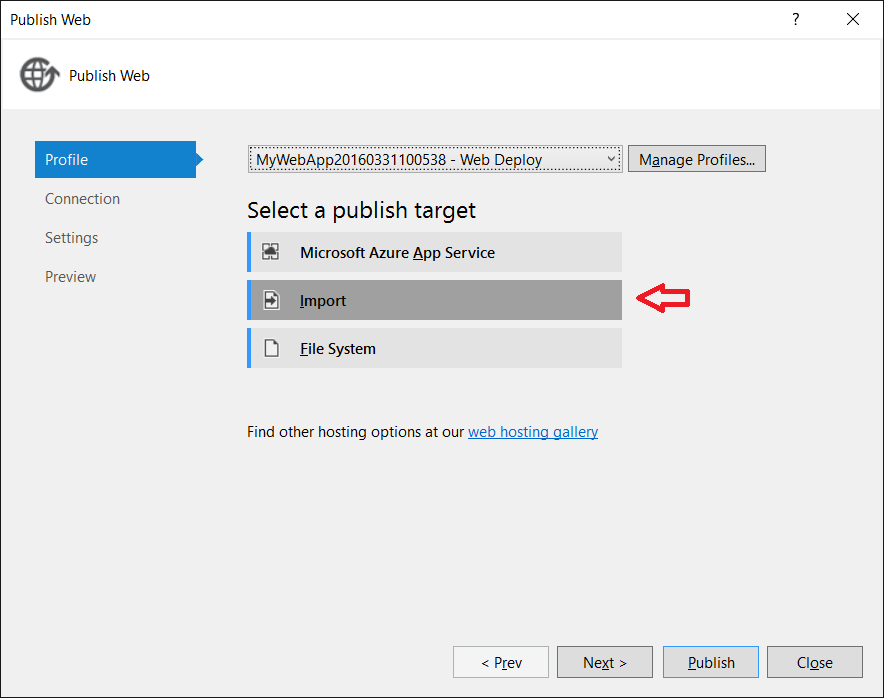 Publish Web
?
Publish Web
Profile
Connection
Settings
Preview
MyWebApp20160331100538 - Web Deploy
Manage Profiles...
Select a publish target
Microsoft Azure App Service
Import
File System
Find other hosting options at our web hosting gallery
< Prev
Next >
Publish
Close